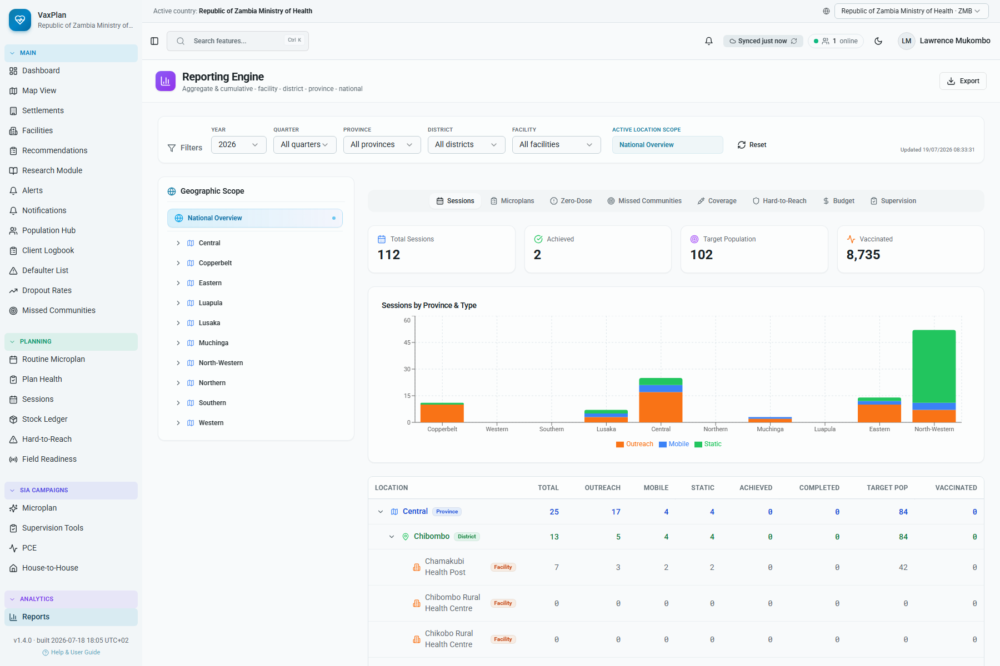 VaxPlan
Republic of Zambia Ministry of...
MAIN
Dashboard
Map View
Settlements
Facilities
Recommendations
Research Module
Alerts
Notifications
Population Hub
Client Logbook
Defaulter List
Dropout Rates
Missed Communities
PLANNING
Routine Microplan
Plan Health
Sessions
Stock Ledger
Hard-to-Reach
Field Readiness
SIA CAMPAIGNS
Microplan
Supervision Tools
PCE
House-to-House
ANALYTICS
Reports
v1.4.0 · built 2026-07-18 18:05 UTC+02
Help & User Guide
Active country: Republic of Zambia Ministry of Health
Republic of Zambia Ministry of Health · ZMB
Search features... Ctrl K
Synced just now
1 online
LM Lawrence Mukombo
Reporting Engine
Aggregate & cumulative - facility - district - province - national
Export
Filters
YEAR
2026
QUARTER
All quarters
PROVINCE
All provinces
DISTRICT
All districts
FACILITY
All facilities
ACTIVE LOCATION SCOPE
National Overview
Reset
Updated 19/07/2026 08:33:31
Geographic Scope
National Overview
Central
Copperbelt
Eastern
Luapula
Lusaka
Muchinga
North-Western
Northern
Southern
Western
Sessions Microplans Zero-Dose Missed Communities Coverage Hard-to-Reach Budget Supervision
Total Sessions
112
Achieved
2
Target Population
102
Vaccinated
8,735
Sessions by Province & Type
60
45
30
15
0
Copperbelt Western Southern Lusaka Central Northern Muchinga Luapula Eastern North-Western
Outreach Mobile Static
LOCATION TOTAL OUTREACH MOBILE STATIC ACHIEVED COMPLETED TARGET POP VACCINATED
Central Province 25 17 4 4 0 0 84 0
Chibombo District 13 5 4 4 0 0 84 0
Chamakubi
Health Post Facility 7 3 2 2 0 0 42 0
Chibombo Rural
Health Centre Facility 0 0 0 0 0 0 0 0
Chikobo Rural
Health Centre Facility 0 0 0 0 0 0 0 0